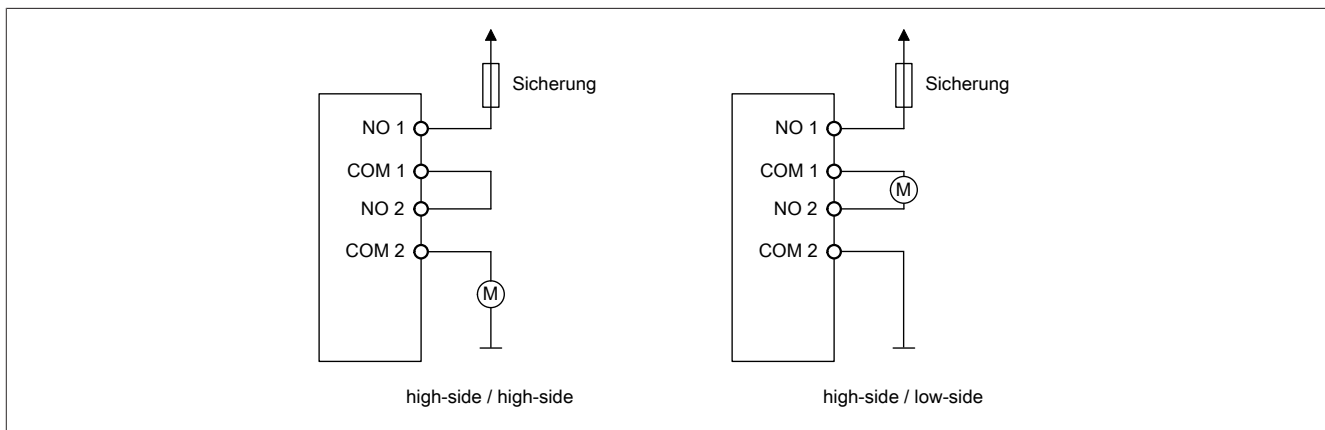 Sicherung
NO 1
COM 1
NO 2
COM 2
M
high-side / high-side
Sicherung
NO 1
COM 1
M
NO 2
COM 2
high-side / low-side